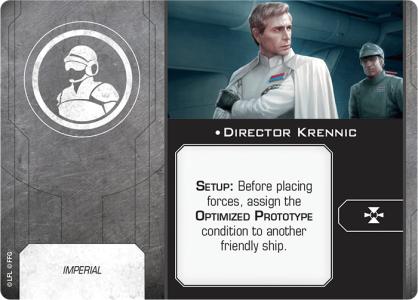 • DIRECTOR KRENNIC
SETUP: Before placing
forces, assign the
OPTIMIZED PROTOTYPE
condition to another
friendly ship.
IMPERIAL
© LFL © FFG